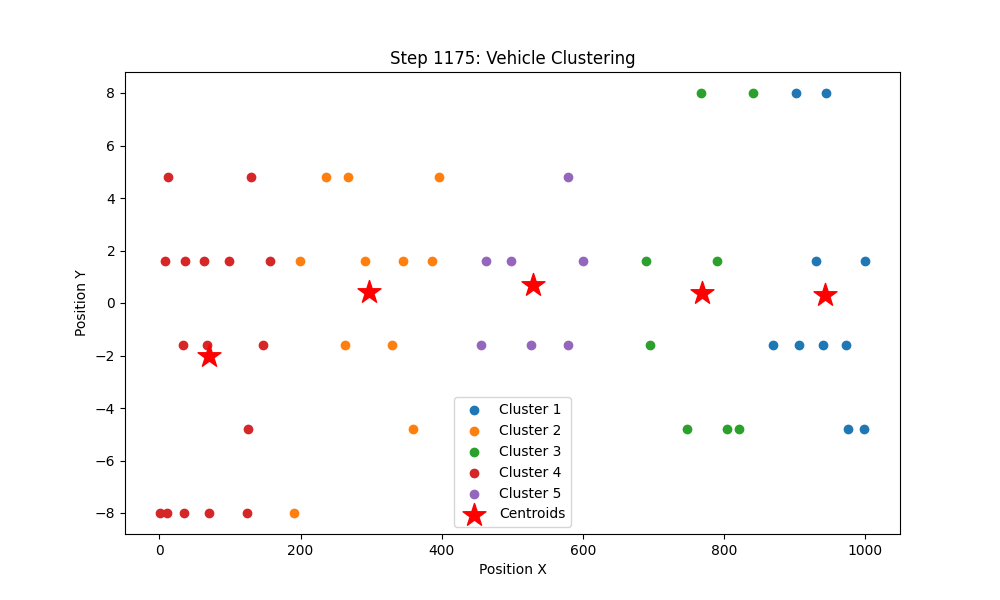 Step 1175: Vehicle Clustering
Position Y
8
6
4
2
0
−2
−4
−6
−8
Cluster 1
Cluster 2
Cluster 3
Cluster 4
Cluster 5
Centroids
0 200 400 600 800 1000
Position X